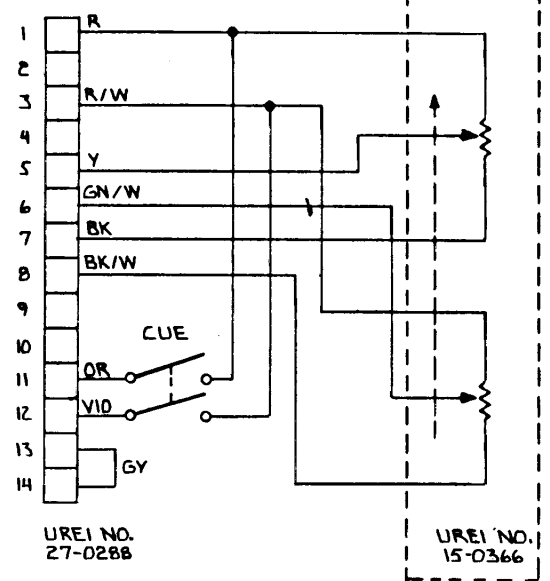 1 R
2
3 R/W
4
5 Y
6 GN/W
7 BK
8 BK/W
9
10
CUE
11 OR
12 VIO
13
GY
14
UREI NO.
27-0288
UREI NO.
15-0366